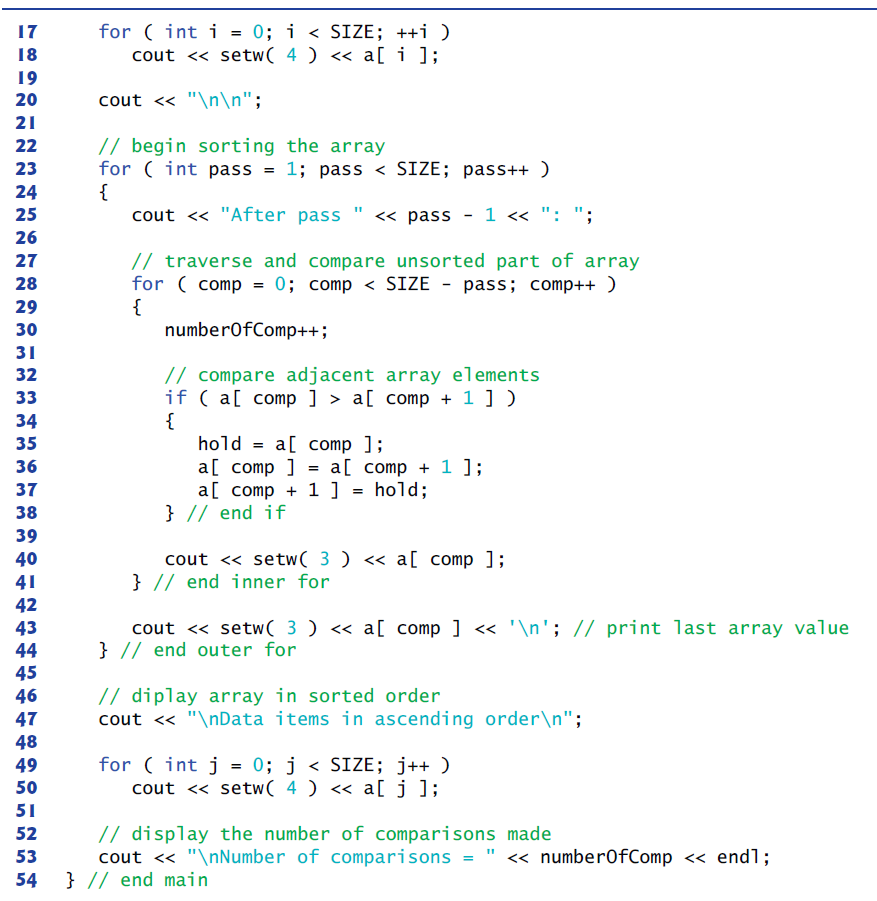 17 for ( int i = 0; i < SIZE; ++i )
18 cout << setw( 4 ) << a[ i ];
19
20 cout << "\n\n";
21
22 // begin sorting the array
23 for ( int pass = 1; pass < SIZE; pass++ )
24 {
25 cout << "After pass " << pass - 1 << ": ";
26
27 // traverse and compare unsorted part of array
28 for ( comp = 0; comp < SIZE - pass; comp++ )
29 {
30 numberOfComp++;
31
32 // compare adjacent array elements
33 if ( a[ comp ] > a[ comp + 1 ] )
34 {
35 hold = a[ comp ];
36 a[ comp ] = a[ comp + 1 ];
37 a[ comp + 1 ] = hold;
38 } // end if
39
40 cout << setw( 3 ) << a[ comp ];
41 } // end inner for
42
43 cout << setw( 3 ) << a[ comp ] << '\n'; // print last array value
44 } // end outer for
45
46 // diplay array in sorted order
47 cout << "\nData items in ascending order\n";
48
49 for ( int j = 0; j < SIZE; j++ )
50 cout << setw( 4 ) << a[ j ];
51
52 // display the number of comparisons made
53 cout << "\nNumber of comparisons = " << numberOfComp << endl;
54 } // end main